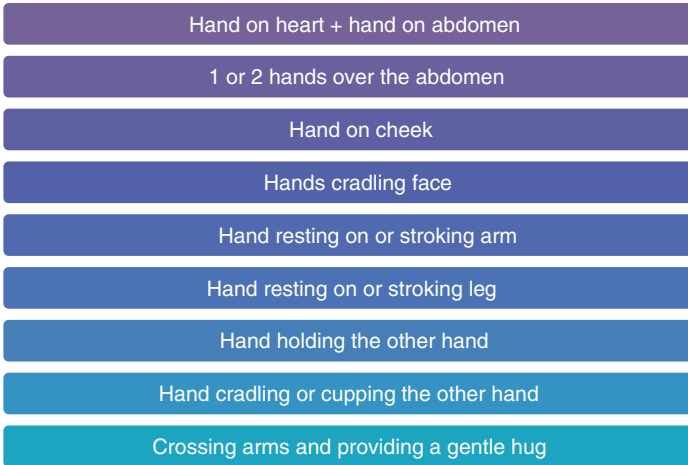 Hand on heart + hand on abdomen
1 or 2 hands over the abdomen
Hand on cheek
Hands cradling face
Hand resting on or stroking arm
Hand resting on or stroking leg
Hand holding the other hand
Hand cradling or cupping the other hand
Crossing arms and providing a gentle hug